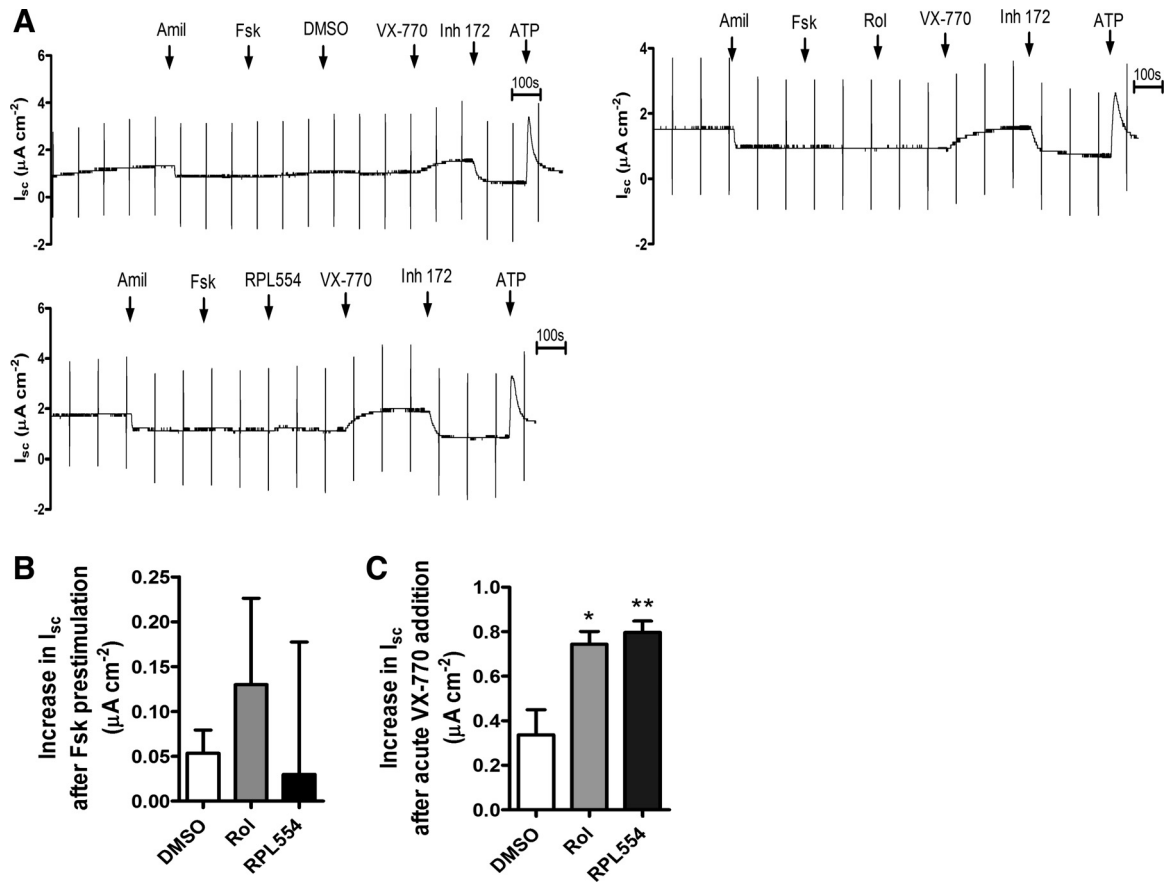 A
Amil Fsk DMSO VX-770 Inh 172 ATP
6
4
2
0
-2
Isc (µA cm-2)
100s
Amil Fsk Rol VX-770 Inh 172 ATP
4
2
0
-2
Isc (µA cm-2)
100s
Amil Fsk RPL554 VX-770 Inh 172 ATP
6
4
2
0
-2
Isc (µA cm-2)
100s
B
Increase in Isc
after Fsk prestimulation
(µA cm-2)
0.25
0.20
0.15
0.10
0.05
0.00
DMSO
Rol
RPL554
C
Increase in Isc
after acute VX-770 addition
(µA cm-2)
1.0
0.8
0.6
0.4
0.2
0.0
*
**
DMSO
Rol
RPL554